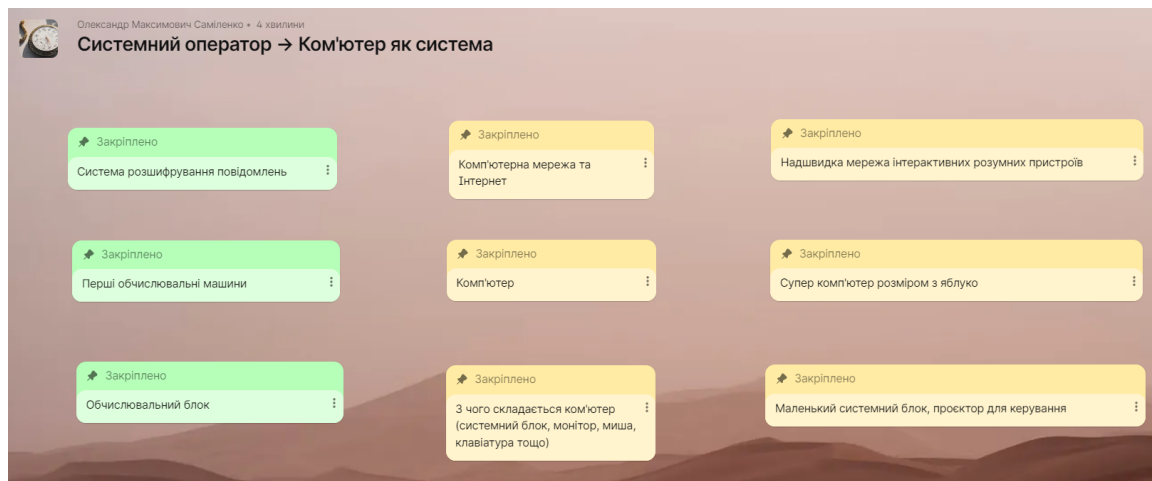 Олександр Максимович Саміленко • 4 хвилини
Системний оператор → Ком'ютер як система
Закріплено
Система розшифрування повідомлень
Закріплено
Комп'ютерна мережа та
Інтернет
Закріплено
Надшвидка мережа інтерактивних розумних пристроїв
Закріплено
Перші обчислювальні машини
Закріплено
Комп'ютер
Закріплено
Супер комп'ютер розміром з яблуко
Закріплено
Обчислювальний блок
Закріплено
З чого складається ком'ютер
(системний блок, монітор, миша,
клавіатура тощо)
Закріплено
Маленький системний блок, проєктор для керування